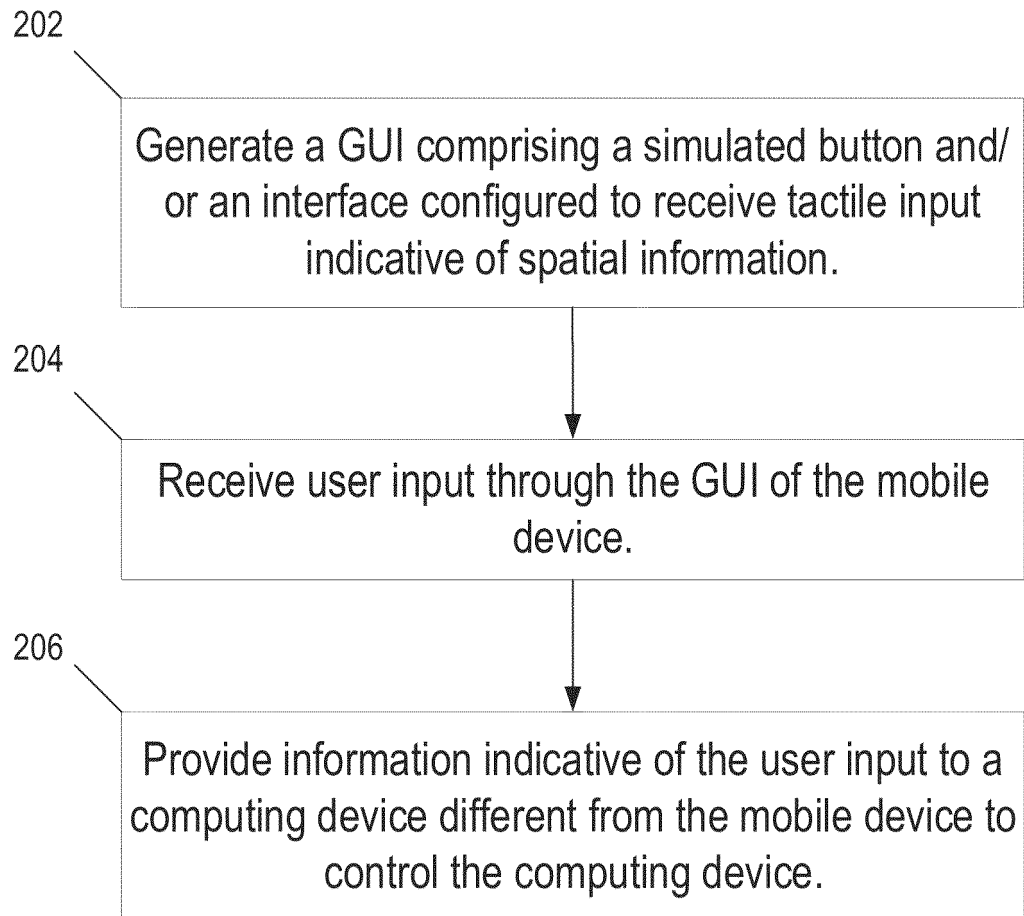 202
Generate a GUI comprising a simulated button and/
or an interface configured to receive tactile input
indicative of spatial information.
204
Receive user input through the GUI of the mobile
device.
206
Provide information indicative of the user input to a
computing device different from the mobile device to
control the computing device.